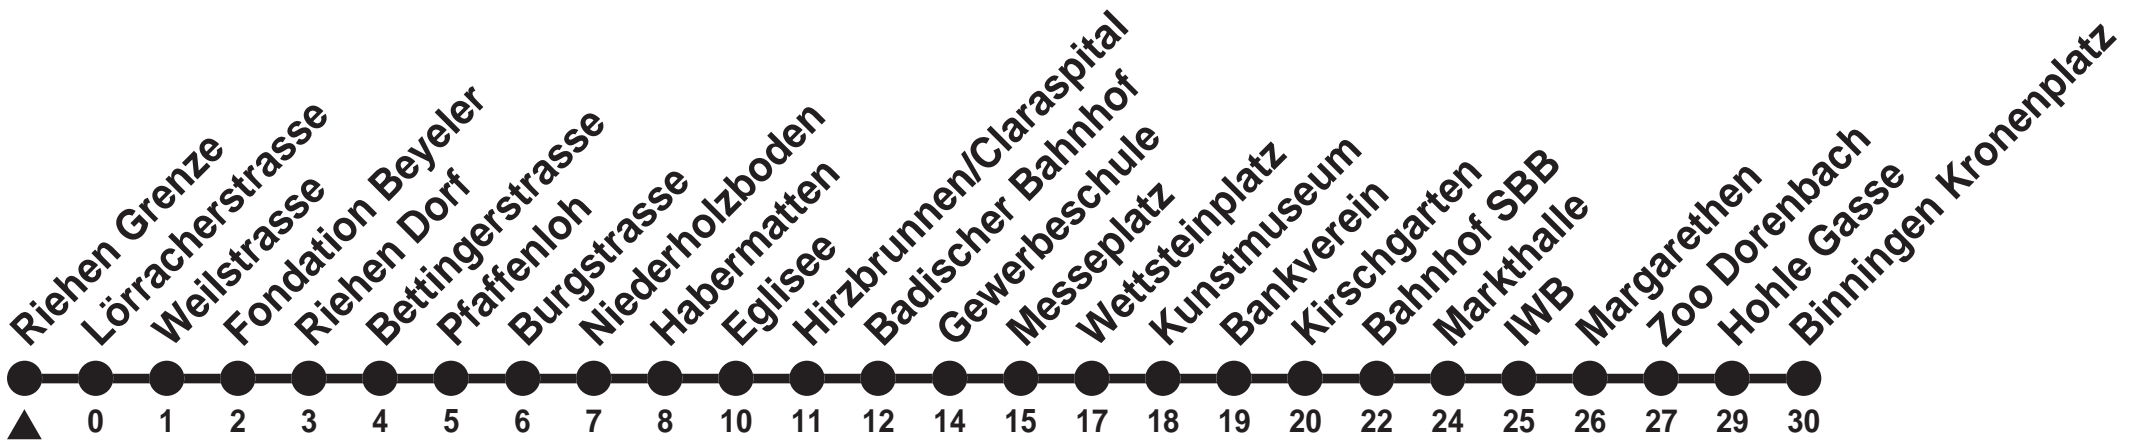 Riehen Grenze
Lörracherstrasse
Weilstrasse
Fondation Beyeler
Riehen Dorf
Bettingerstrasse
Pfaffenloh
Burgstrasse
Niederholzboden
Habermatten
Eglisee
Hirzbrunnen/Claraspital
Badischer Bahnhof
Gewerbeschule
Messeplatz
Wettsteinplatz
Kunstmuseum
Bankverein
Kirschgarten
Bahnhof SBB
Markthalle
IWB
Margarethen
Zoo Dorenbach
Hohle Gasse
Binningen Kronenplatz
0 1 2 3 4 5 6 7 8 10 11 12 14 15 17 18 19 20 22 24 25 26 27 29 30